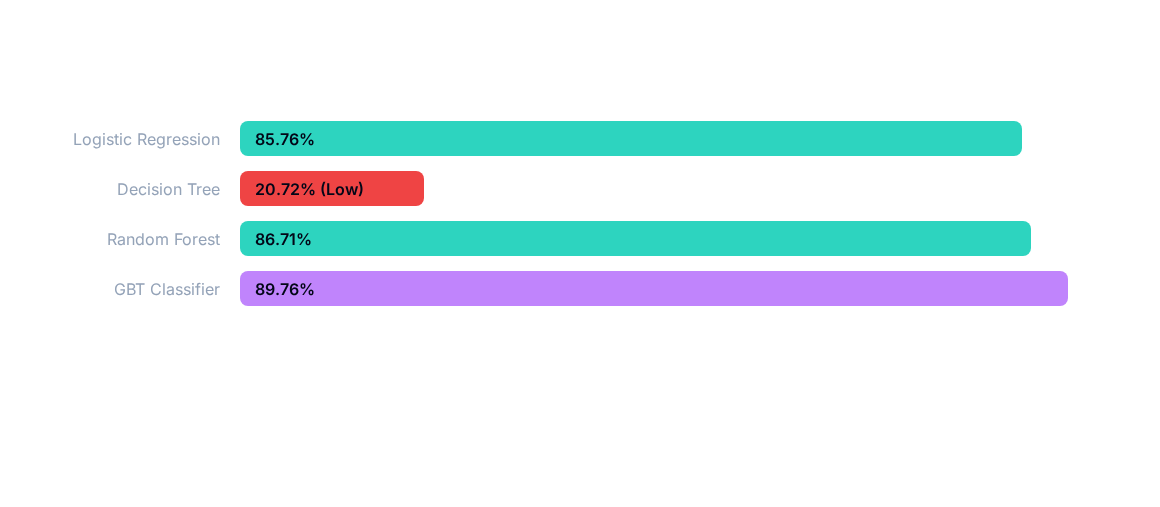 Logistic Regression 85.76%
Decision Tree 20.72% (Low)
Random Forest 86.71%
GBT Classifier 89.76%